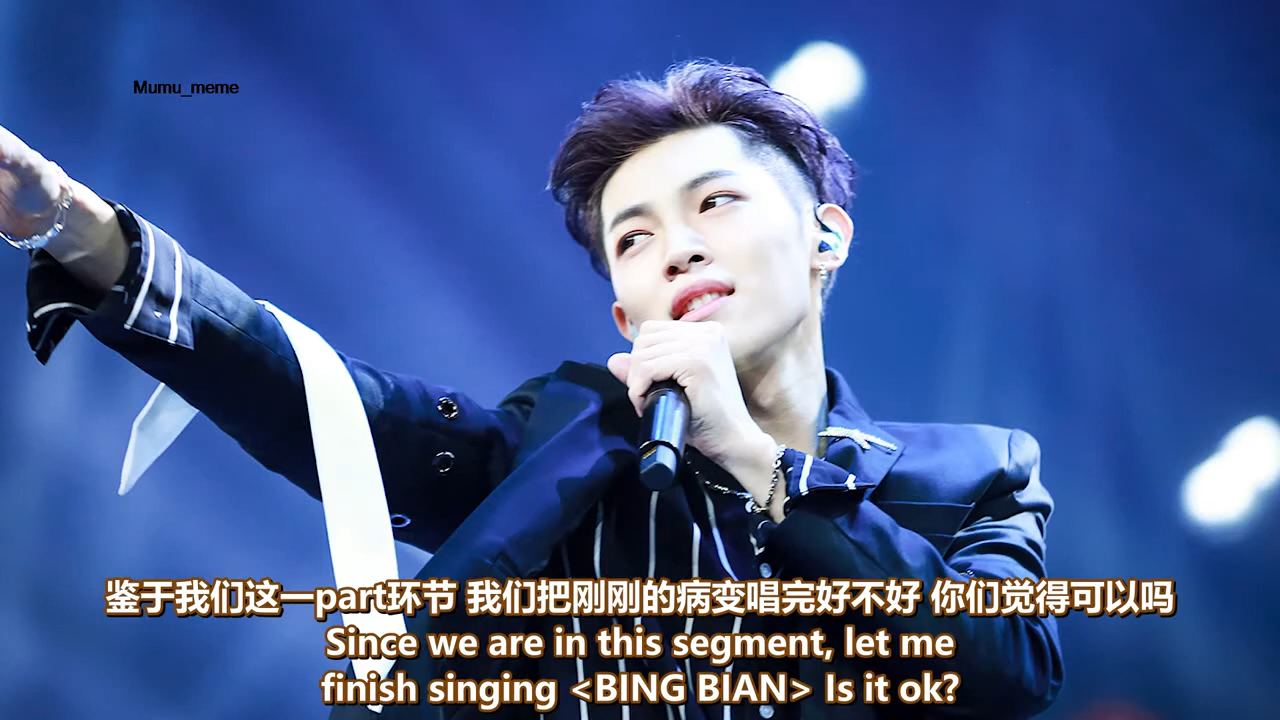 Mumu_meme
鉴于我们这一part环节 我们把刚刚的病变唱完好不好 你们觉得可以吗
Since we are in this segment, let me
finish singing <BING BIAN> Is it ok?